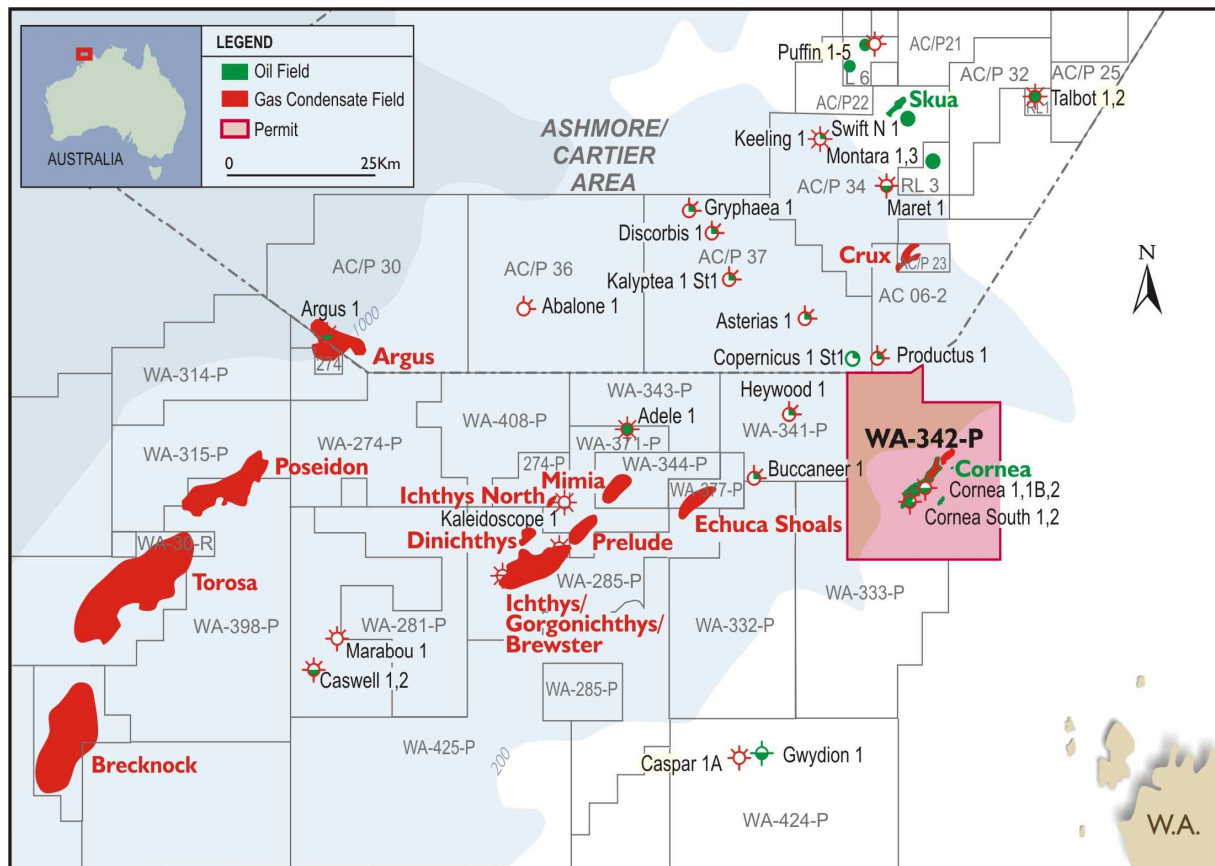 LEGEND
Oil Field
Gas Condensate Field
Permit
0
25Km
AUSTRALIA
ASHMORE/
CARTIER
AREA
Puffin 1-5
L 6
AC/P21
AC/P 32
AC/P 25
RL1
Talbot 1,2
AC/P22
Skua
Keeling 1
Swift N 1
Montara 1,3
AC/P 34
RL 3
Maret 1
Gryphaea 1
Discorbis 1
AC/P 37
Crux
AC/P 23
AC/P 30
AC/P 36
Kalyptea 1 St1
AC 06-2
Abalone 1
Argus 1
1000
Asterias 1
Argus
274
Copernicus 1 St1
Productus 1
N
WA-314-P
WA-343-P
Heywood 1
WA-408-P
Adele 1
WA-341-P
WA-342-P
WA-315-P
WA-274-P
WA-371-P
274-P
WA-344-P
Poseidon
Mimia
Buccaneer 1
Cornea
WA-377-P
Ichthys North
Cornea 1,1B,2
Kaleidoscope 1
Echuca Shoals
Cornea South 1,2
WA-30-R
Dinichthys
Prelude
Torosa
WA-285-P
WA-333-P
Ichthys/
Gorgonichthys/
Brewster
WA-398-P
WA-281-P
WA-332-P
Marabou 1
Caswell 1,2
WA-285-P
WA-425-P
200
Brecknock
Caspar 1A
Gwydion 1
WA-424-P
W.A.